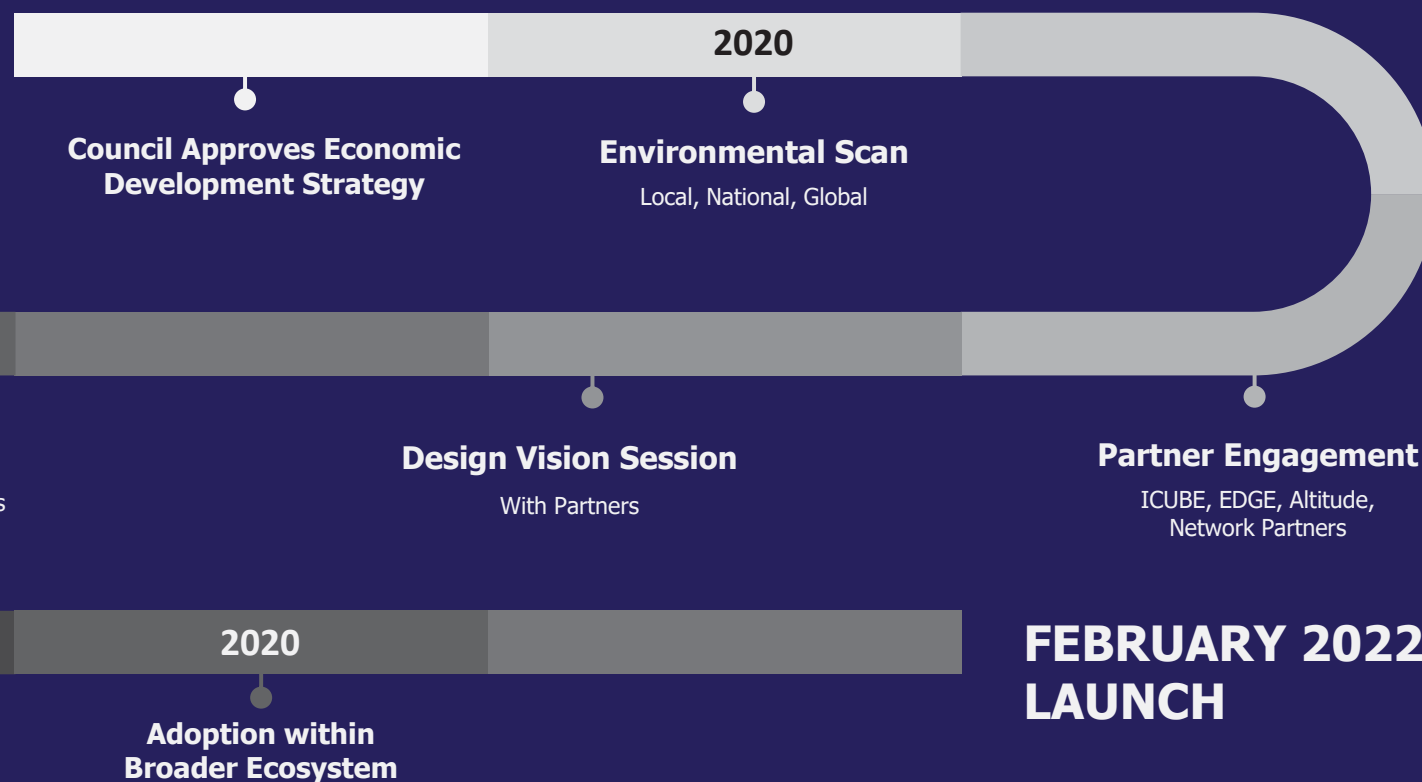 2020
Council Approves Economic
Development Strategy
Environmental Scan
Local, National, Global
Partner Engagement
ICUBE, EDGE, Altitude,
Network Partners
Design Vision Session
With Partners
s
2020
Adoption within
Broader Ecosystem
FEBRUARY 2022
LAUNCH